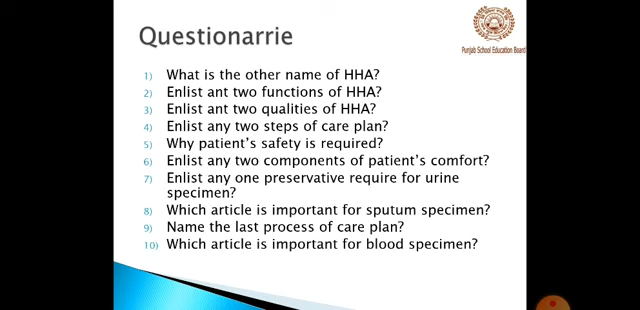 Questionarrie
Punjab School Education Board
1) What is the other name of HHA?
2) Enlist ant two functions of HHA?
3) Enlist ant two qualities of HHA?
4) Enlist any two steps of care plan?
5) Why patient's safety is required?
6) Enlist any two components of patient's comfort?
7) Enlist any one preservative require for urine
specimen?
8) Which article is important for sputum specimen?
9) Name the last process of care plan?
10) Which article is important for blood specimen?